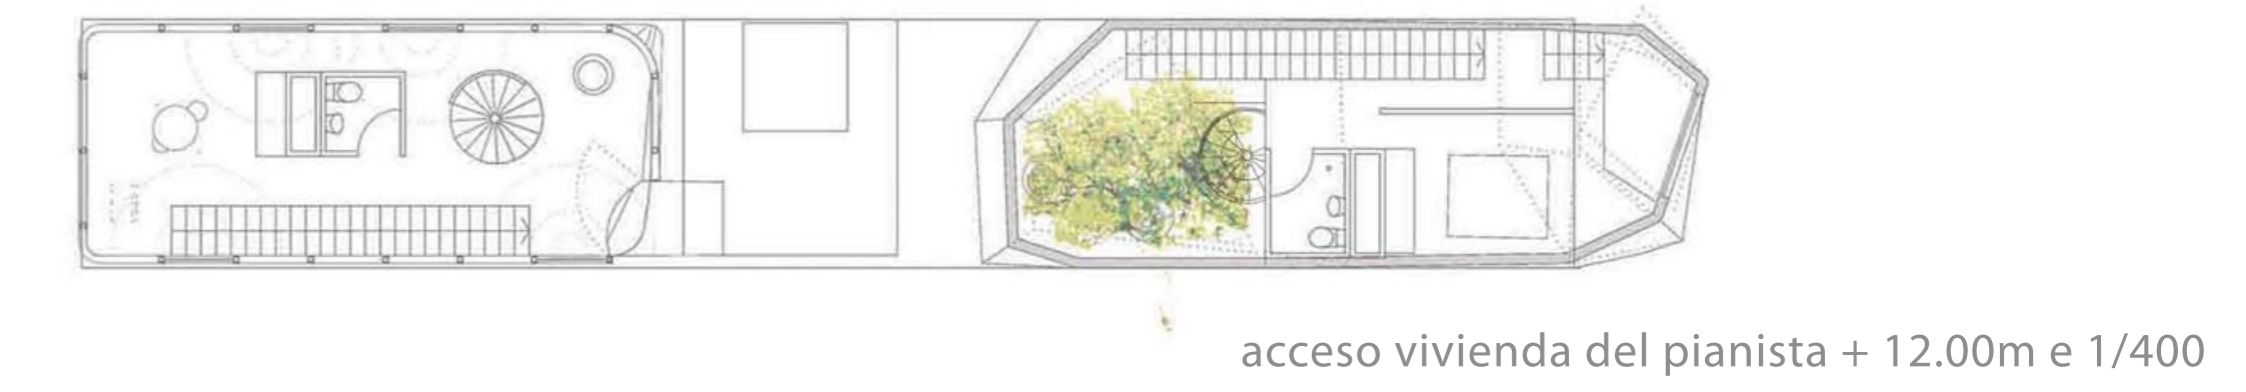 acceso vivienda del pianista + 12.00m e 1/400